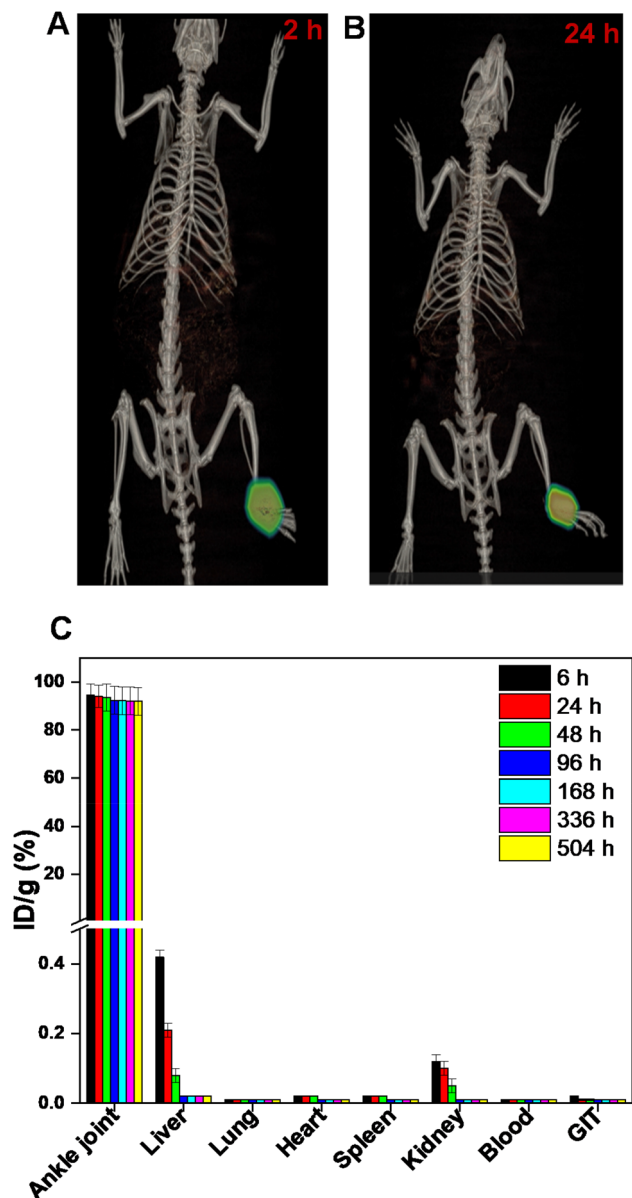 A
2 h
B
24 h
C
100
80
60
40
20
0.4
0.2
0.0
ID/g (%)
6 h
24 h
48 h
96 h
168 h
336 h
504 h
Ankle joint
Liver
Lung
Heart
Spleen
Kidney
Blood
GIT